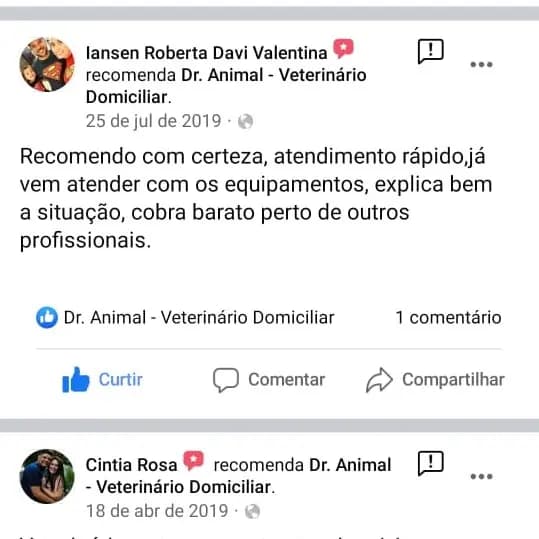 Iansen Roberta Davi Valentina
recomenda Dr. Animal - Veterinário
Domiciliar.
25 de jul de 2019 ·
Recomendo com certeza, atendimento rápido,já
vem atender com os equipamentos, explica bem
a situação, cobra barato perto de outros
profissionais.
Dr. Animal - Veterinário Domiciliar 1 comentário
Curtir Comentar Compartilhar
Cintia Rosa recomenda Dr. Animal
- Veterinário Domiciliar.
18 de abr de 2019 ·